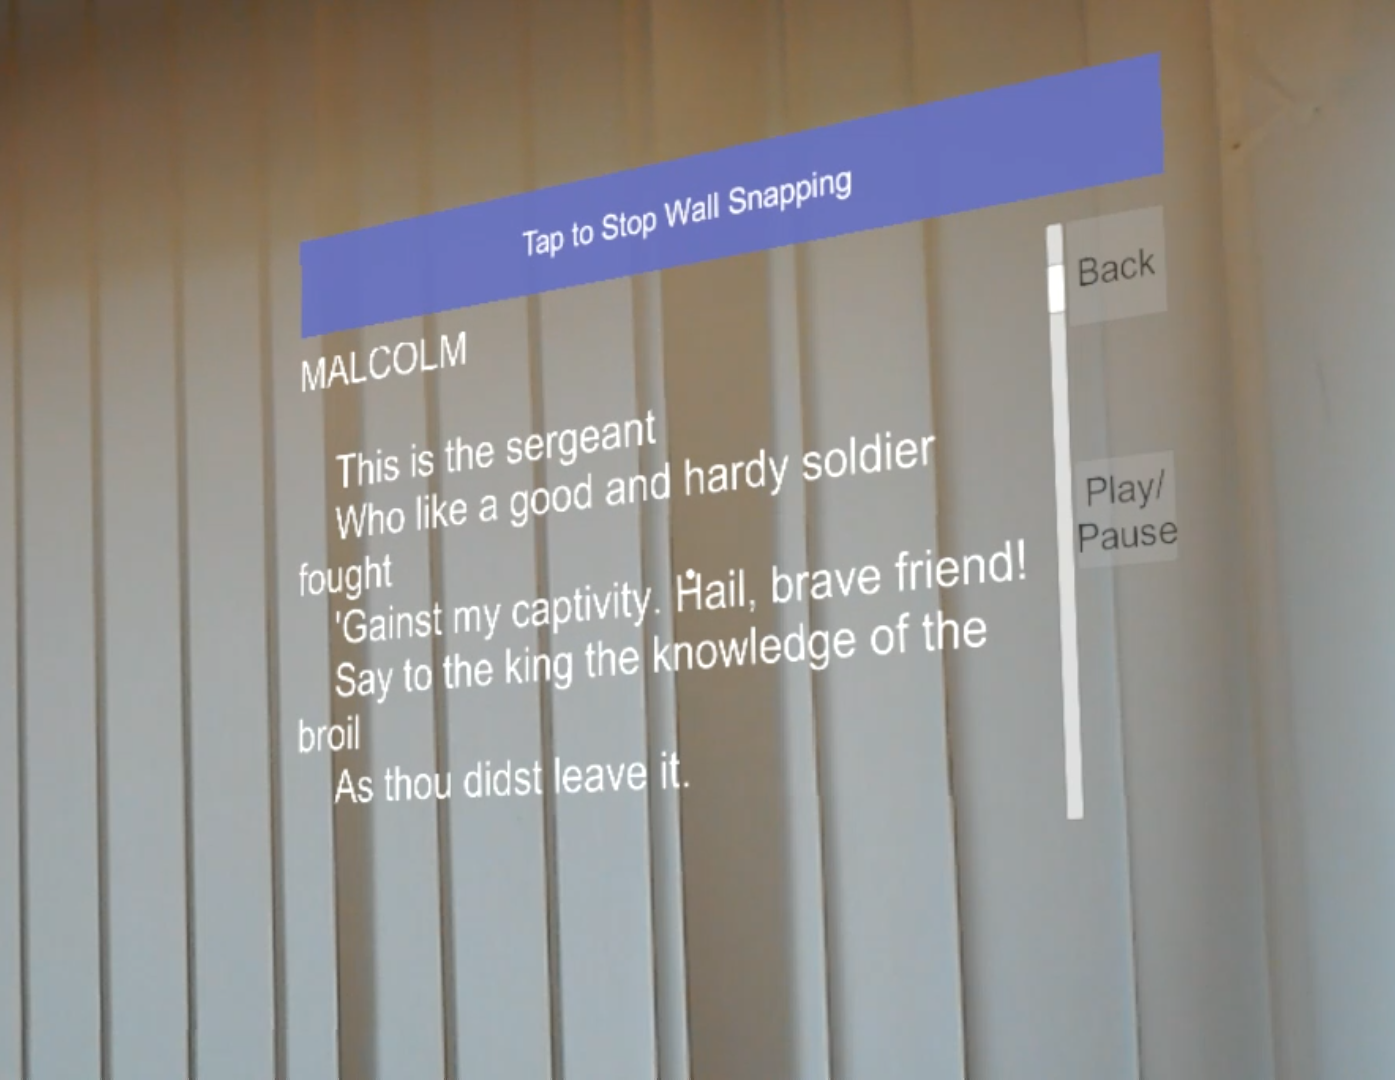 Tap to Stop Wall Snapping
Back
MALCOLM
This is the sergeant
Who like a good and hardy soldier
fought
'Gainst my captivity. Hail, brave friend!
Say to the king the knowledge of the
broil
As thou didst leave it.
Play/
Pause